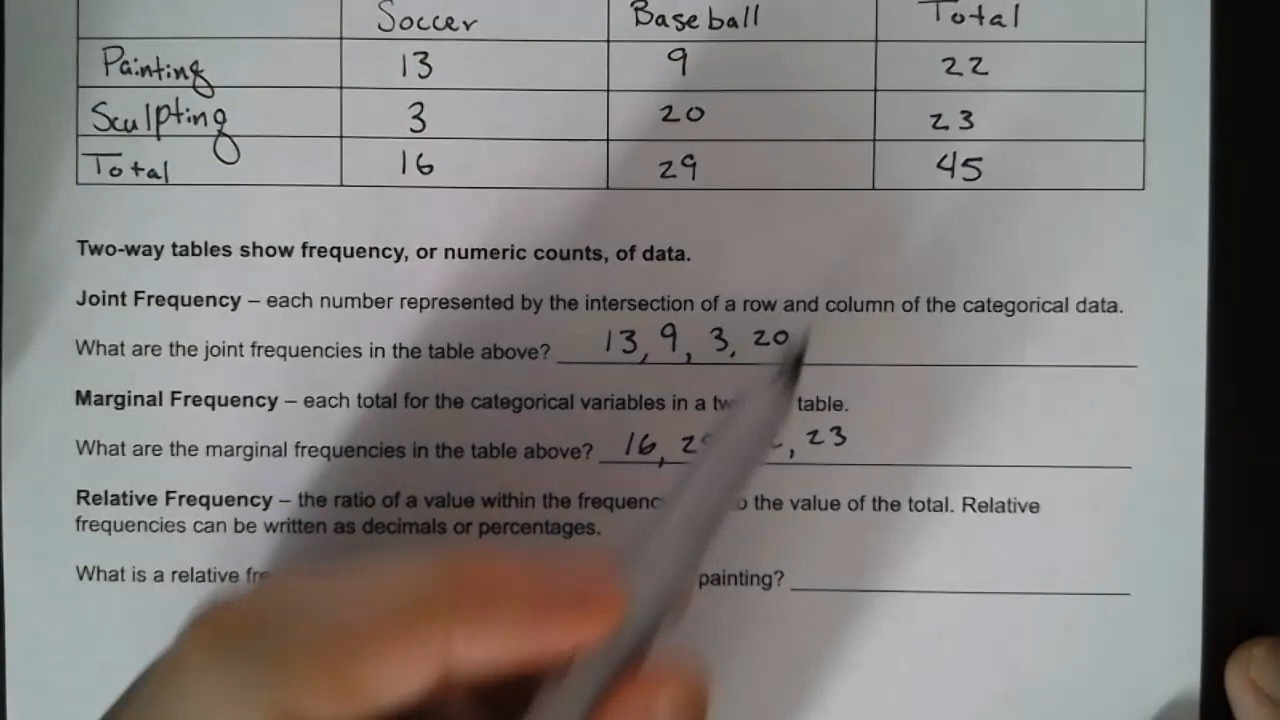 Soccer Baseball Total
Painting 13 9 22
Sculpting 3 20 23
Total 16 29 45
Two-way tables show frequency, or numeric counts, of data.
Joint Frequency – each number represented by the intersection of a row and column of the categorical data.
What are the joint frequencies in the table above? 13, 9, 3, 20
Marginal Frequency – each total for the categorical variables in a table.
What are the marginal frequencies in the table above? 16, 23
Relative Frequency – the ratio of a value within the the value of the total. Relative
frequencies can be written as decimals or percentages.
What is a relative painting?